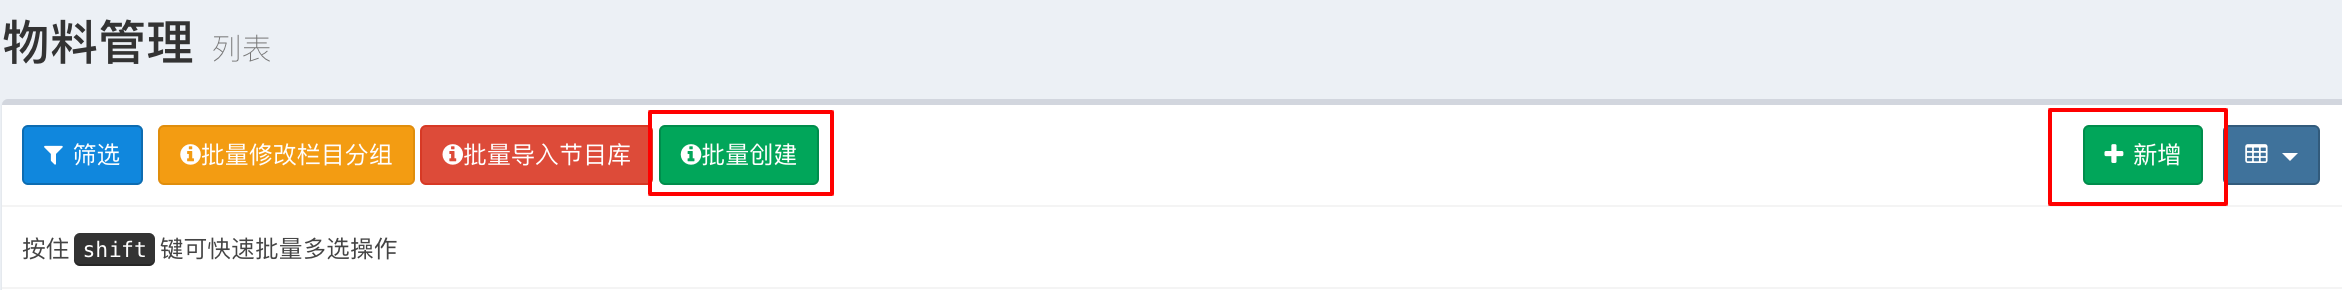 物料管理 列表
筛选 批量修改栏目分组 批量导入节目库 批量创建 新增
按住 shift 键可快速批量多选操作